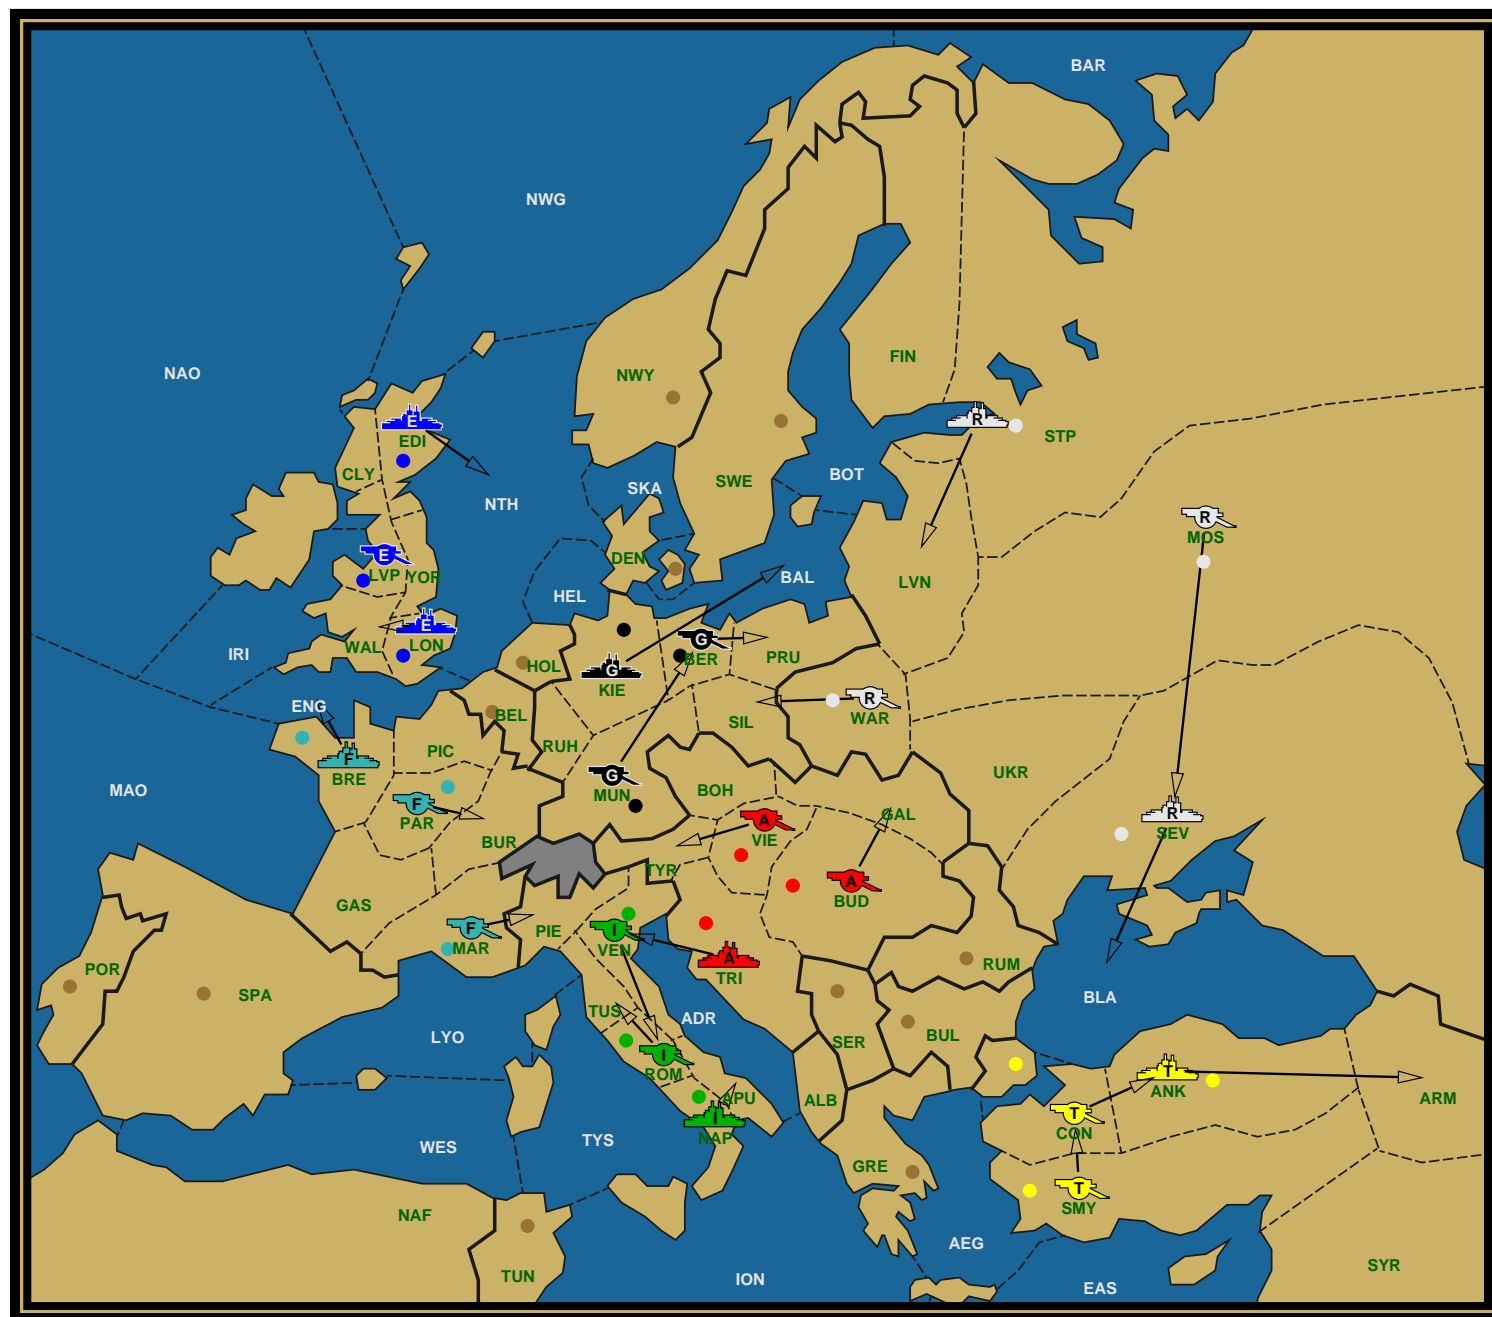 BAR
NWG
NAO
FIN
NWY
R
STP
E
EDI
CLY
SWE
BOT
SKA
NTH
R
MOS
E
LVP
YOR
DEN
BAL
LVN
HEL
E
LON
WAL
IRI
G
BER
PRU
HOL
G
KIE
R
WAR
ENG
BEL
SIL
PIC
RUH
F
BRE
G
MUN
BOH
UKR
MAO
F
PAR
A
VIE
GAL
R
SEV
BUR
TYR
A
BUD
GAS
F
MAR
PIE
I
VEN
POR
SPA
A
TRI
RUM
BLA
TUS
ADR
LYO
SER
BUL
I
ROM
T
ANK
APU
ALB
ARM
I
NAP
T
CON
WES
TYS
GRE
T
SMY
NAF
AEG
TUN
ION
EAS
SYR